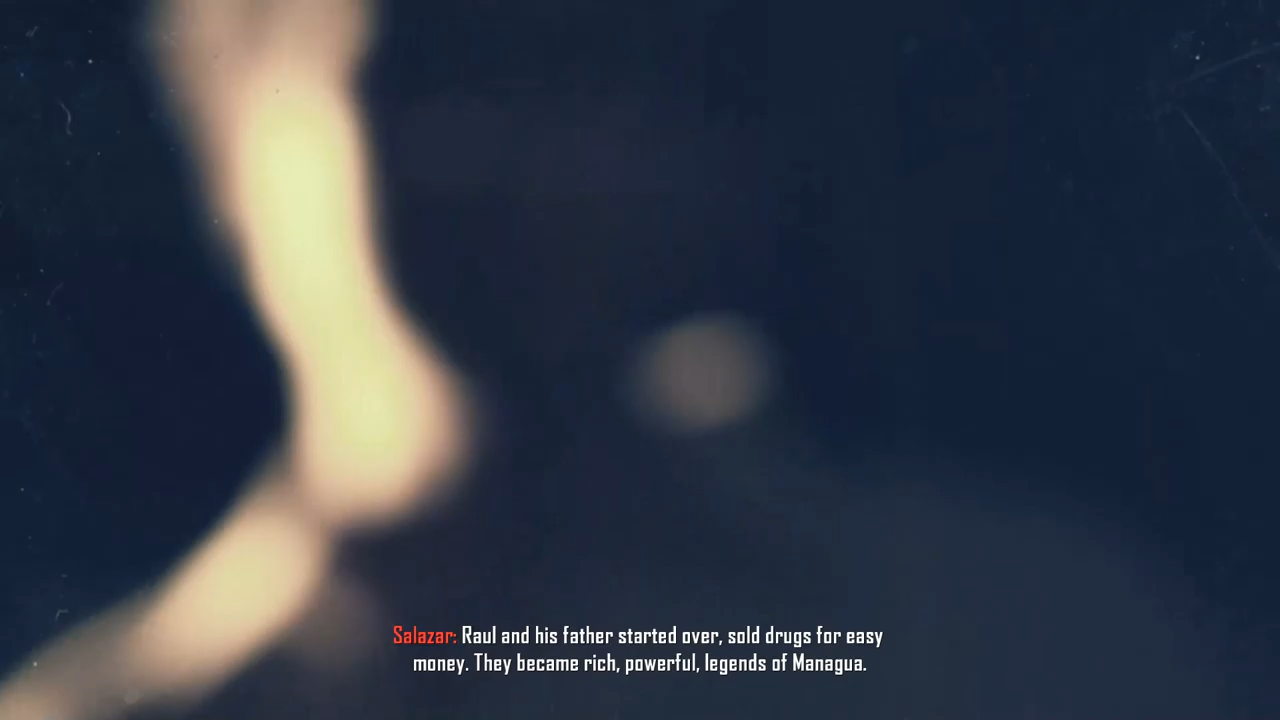 Salazar: Raul and his father started over, sold drugs for easy
money. They became rich, powerful, legends of Managua.